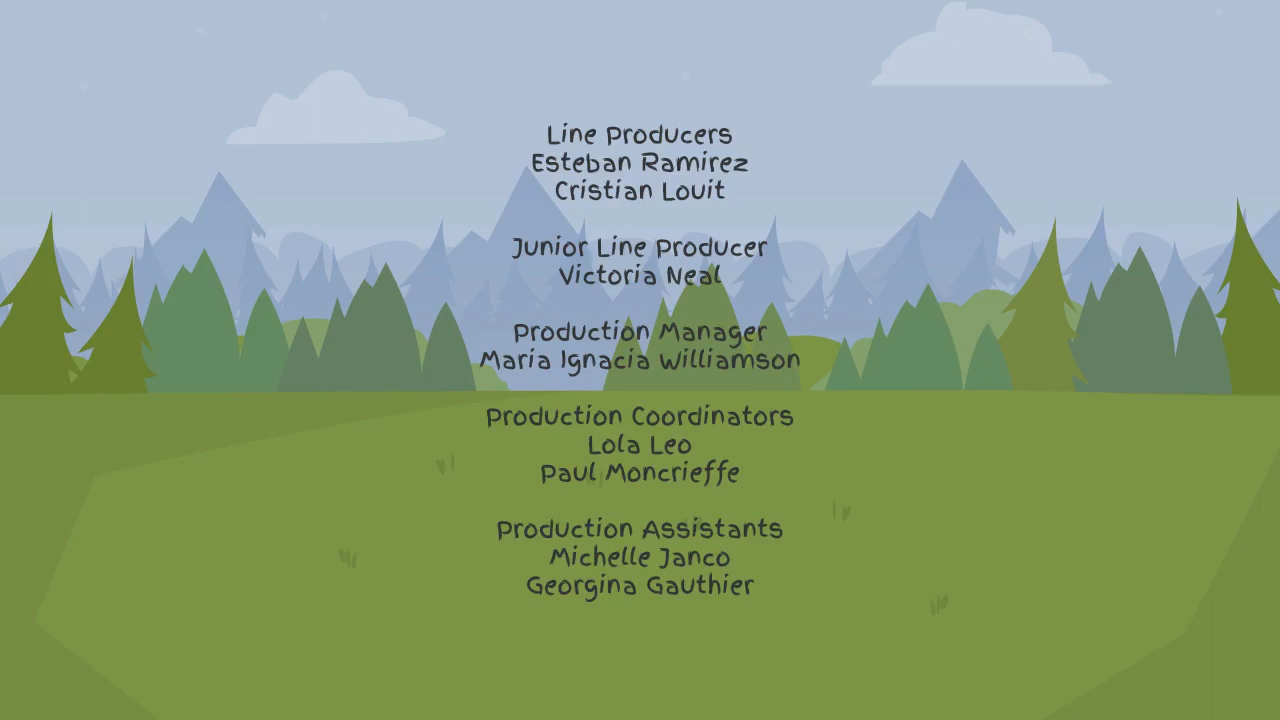 Line Producers
Esteban Ramirez
Cristian Louit
Junior Line Producer
Victoria Neal
Production Manager
Maria Ignacia Williamson
Production Coordinators
Lola Leo
Paul Moncrieffe
Production Assistants
Michelle Janco
Georgina Gauthier